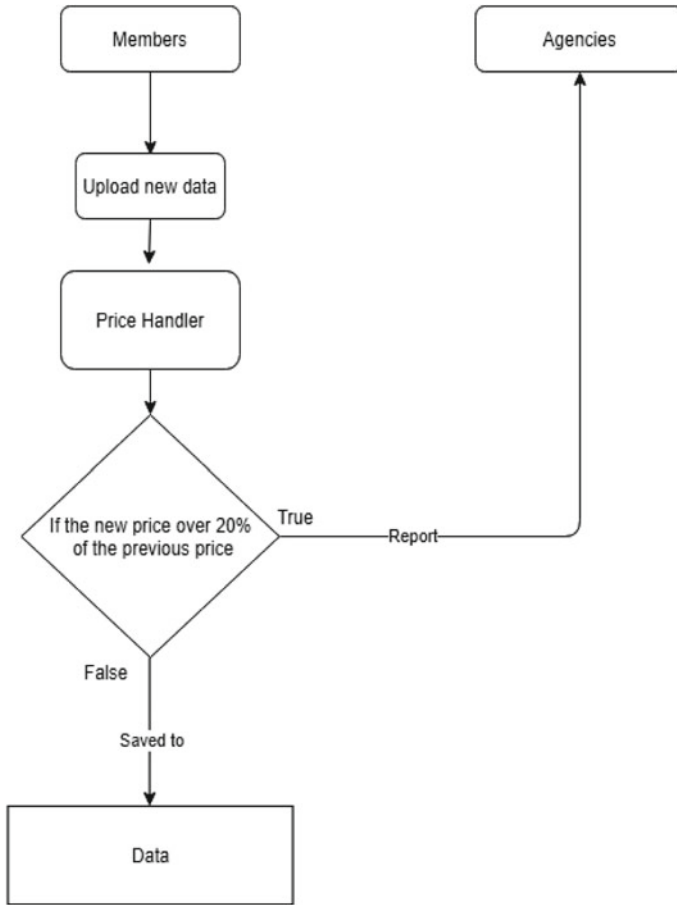 Members
Agencies
Upload new data
Price Handler
If the new price over 20%
of the previous price
True
Report
False
Saved to
Data